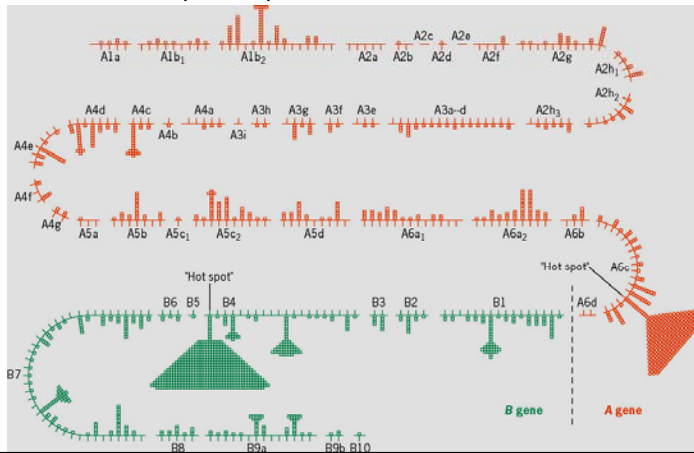 A2c A2e
A1a A1b1 A1b2 A2a A2b A2d A2f A2g
A2h1
A2h2
A4d A4c A4a A3h A3g A3f A3e A3a–d A2h3
A4b A3i
A4e
A4f
A4g
A5a A5b A5c1 A5c2 A5d A6a1 A6a2 A6b
A6c
"Hot spot" "Hot spot"
B6 B5 B4 B3 B2 B1 A6d
B7
B gene A gene
B8 B9a B9b B10